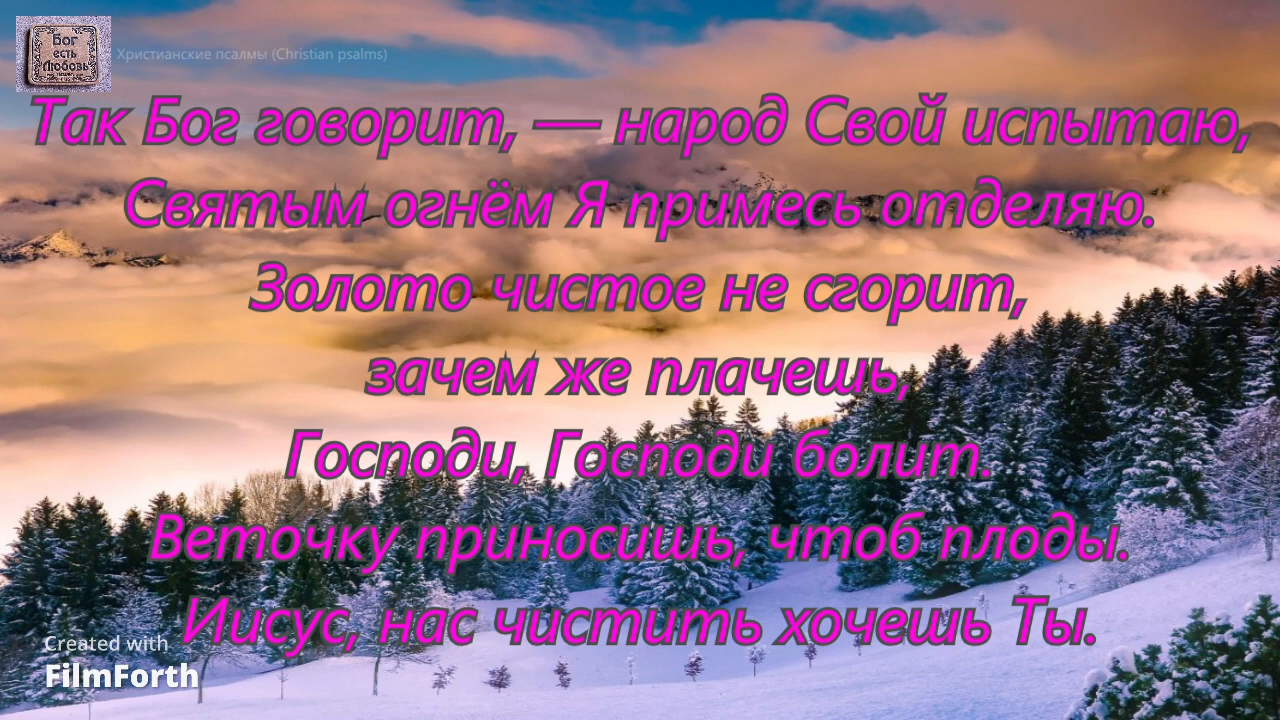 Бог
есть
Любовь
Христианские псалмы (Christian psalms)
Так Бог говорит, — народ Свой испытаю,
Святым огнём Я примесь отделяю.
Золото чистое не сгорит,
зачем же плачешь,
Господи, Господи болит.
Веточку приносишь, чтоб плоды.
Иисус, нас чистить хочешь Ты.
Created with
FilmForth